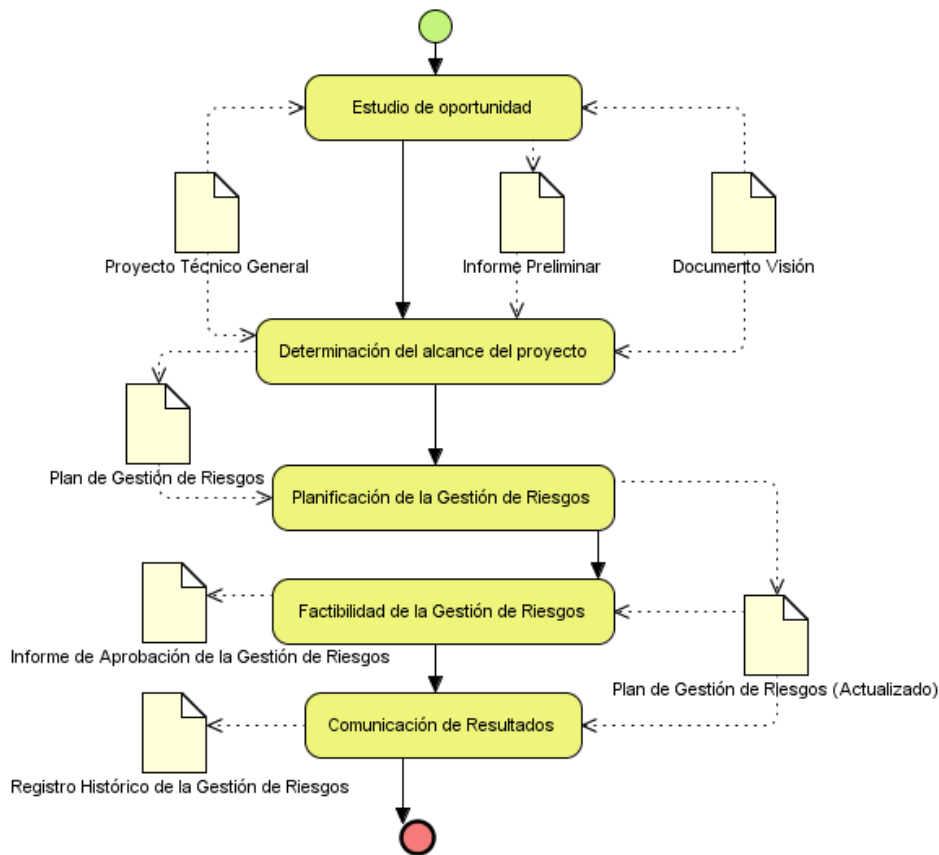 Estudio de oportunidad
Proyecto Técnico General
Informe Preliminar
Documento Visión
Determinación del alcance del proyecto
Plan de Gestión de Riesgos
Planificación de la Gestión de Riesgos
Factibilidad de la Gestión de Riesgos
Informe de Aprobación de la Gestión de Riesgos
Plan de Gestión de Riesgos (Actualizado)
Comunicación de Resultados
Registro Histórico de la Gestión de Riesgos